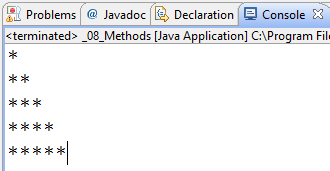 Problems @ Javadoc Declaration Console
<terminated> _08_Methods [Java Application] C:\Program File
*
**
***
****
*****